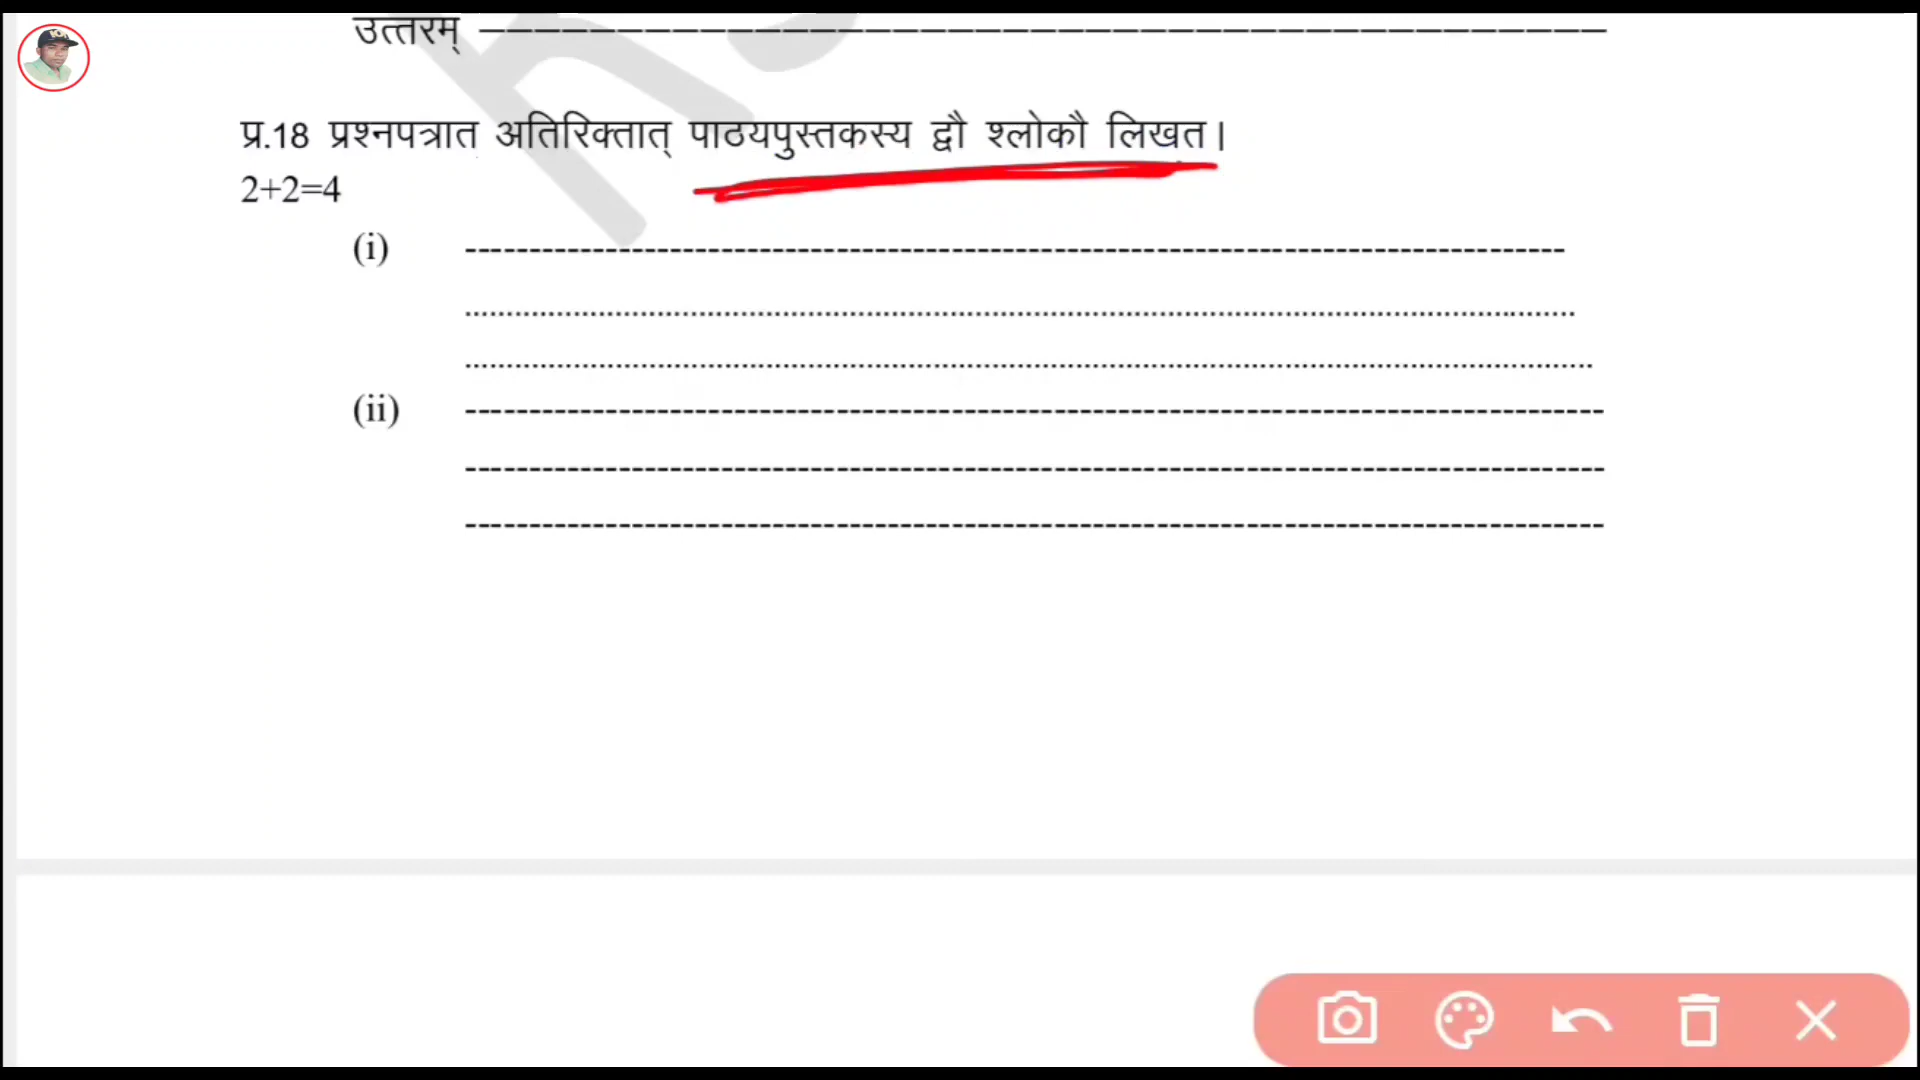 उत्तरम् –––––––––––––––––––––––––––––––––––––––––
प्र.18 प्रश्नपत्रात अतिरिक्तात् पाठयपुस्तकस्य द्वौ श्लोकौ लिखत।
2+2=4
(i) ------------------------------------------------------------
............................................................
............................................................
(ii) ------------------------------------------------------------
------------------------------------------------------------
------------------------------------------------------------